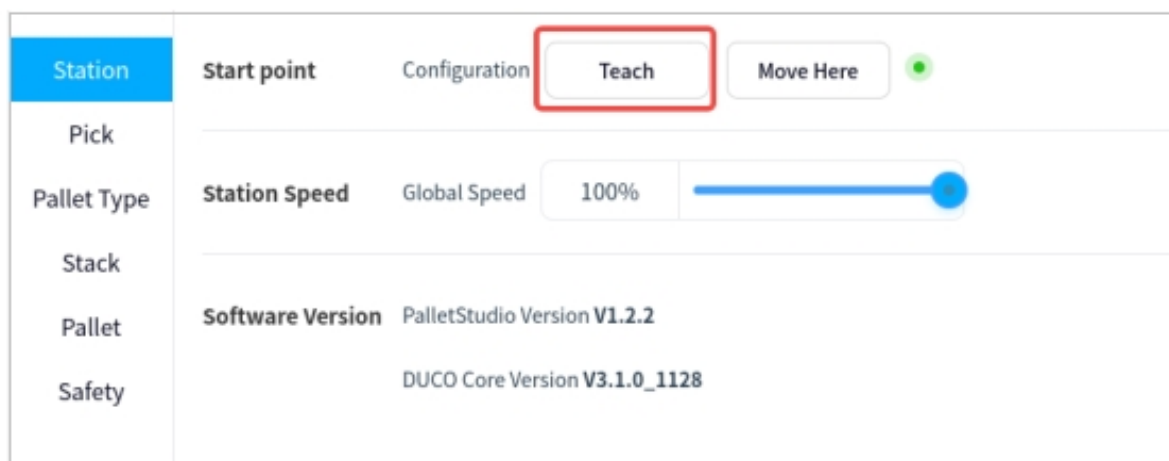 Station
Start point Configuration Teach Move Here
Pick
Pallet Type
Station Speed Global Speed 100%
Stack
Pallet
Software Version PalletStudio Version V1.2.2
Safety
DUCO Core Version V3.1.0_1128